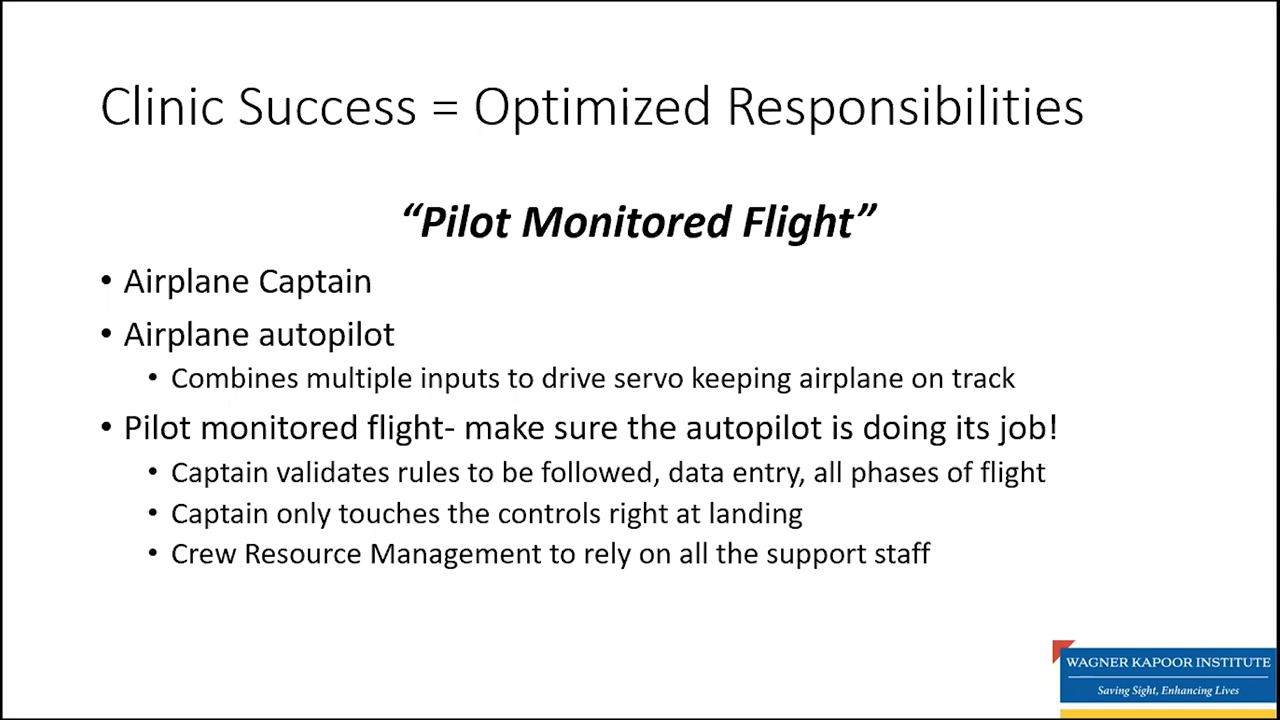 Clinic Success = Optimized Responsibilities
“Pilot Monitored Flight”
• Airplane Captain
• Airplane autopilot
• Combines multiple inputs to drive servo keeping airplane on track
• Pilot monitored flight- make sure the autopilot is doing its job!
• Captain validates rules to be followed, data entry, all phases of flight
• Captain only touches the controls right at landing
• Crew Resource Management to rely on all the support staff
WAGNER KAPOOR INSTITUTE
Saving Sight, Enhancing Lives